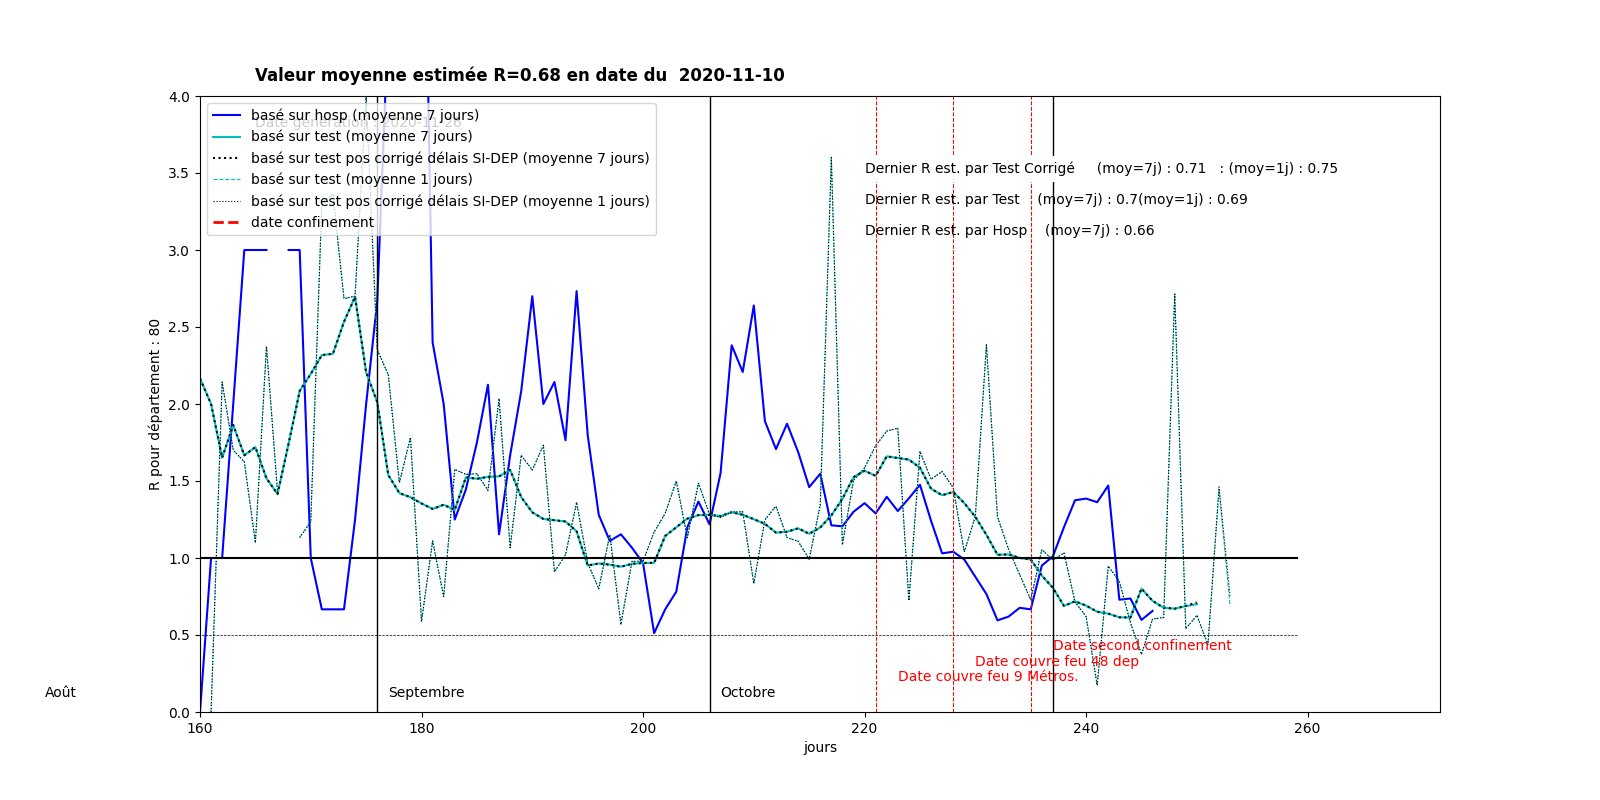 Valeur moyenne estimée R=0.68 en date du  2020-11-10
4.0
3.5
3.0
2.5
2.0
1.5
1.0
0.5
0.0
R pour département : 80
basé sur hosp (moyenne 7 jours)
basé sur test (moyenne 7 jours)
basé sur test pos corrigé délais SI-DEP (moyenne 7 jours)
basé sur test (moyenne 1 jours)
basé sur test pos corrigé délais SI-DEP (moyenne 1 jours)
date confinement
Dernier R est. par Test Corrigé     (moy=7j) : 0.71   : (moy=1j) : 0.75
Dernier R est. par Test    (moy=7j) : 0.7(moy=1j) : 0.69
Dernier R est. par Hosp    (moy=7j) : 0.66
Date second confinement
Date couvre feu 48 dep
Date couvre feu 9 Métros.
Août
Septembre
Octobre
160
180
200
220
240
260
jours